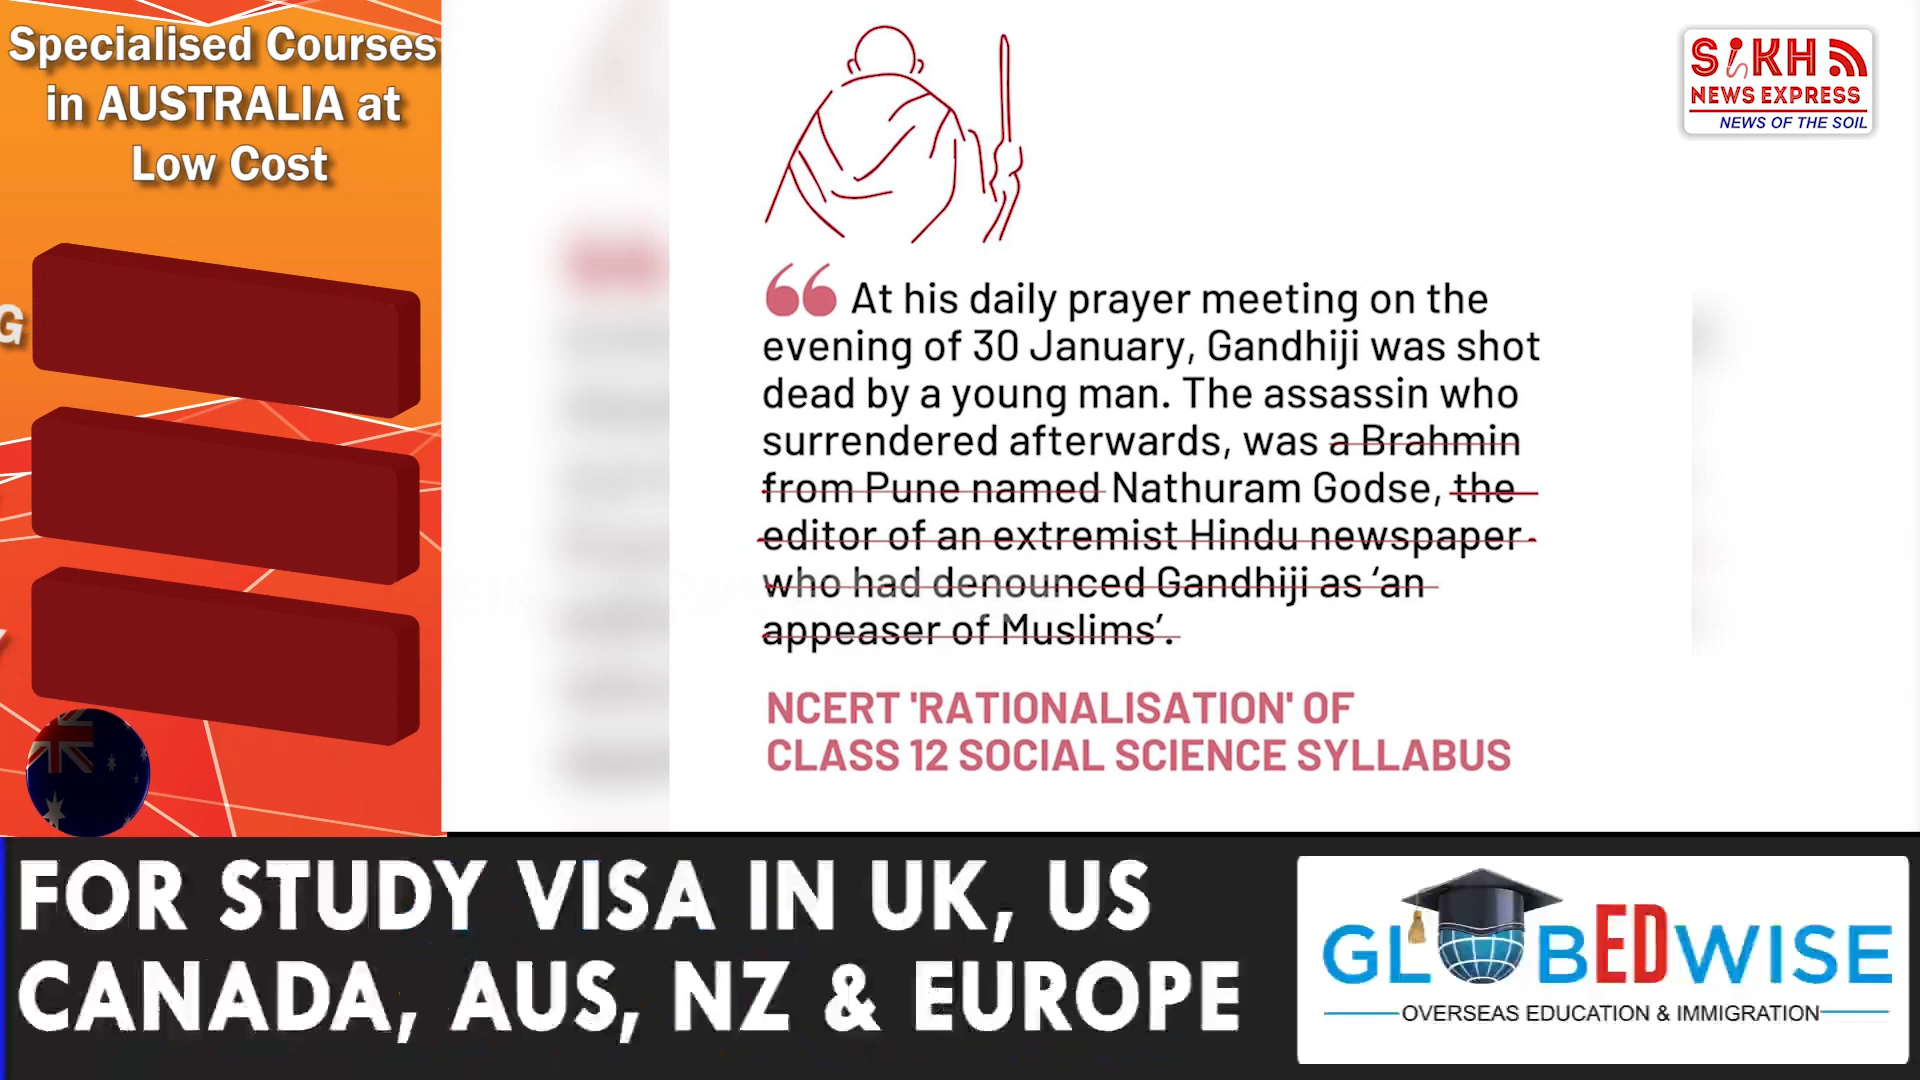 Specialised Courses
in AUSTRALIA at
Low Cost
G
SiKH
NEWS EXPRESS
NEWS OF THE SOIL
“ At his daily prayer meeting on the
evening of 30 January, Gandhiji was shot
dead by a young man. The assassin who
surrendered afterwards, was a Brahmin
from Pune named Nathuram Godse, the
editor of an extremist Hindu newspaper
who had denounced Gandhiji as ‘an
appeaser of Muslims’.
NCERT 'RATIONALISATION' OF
CLASS 12 SOCIAL SCIENCE SYLLABUS
FOR STUDY VISA IN UK, US
CANADA, AUS, NZ & EUROPE
GLOBEDWISE
OVERSEAS EDUCATION & IMMIGRATION